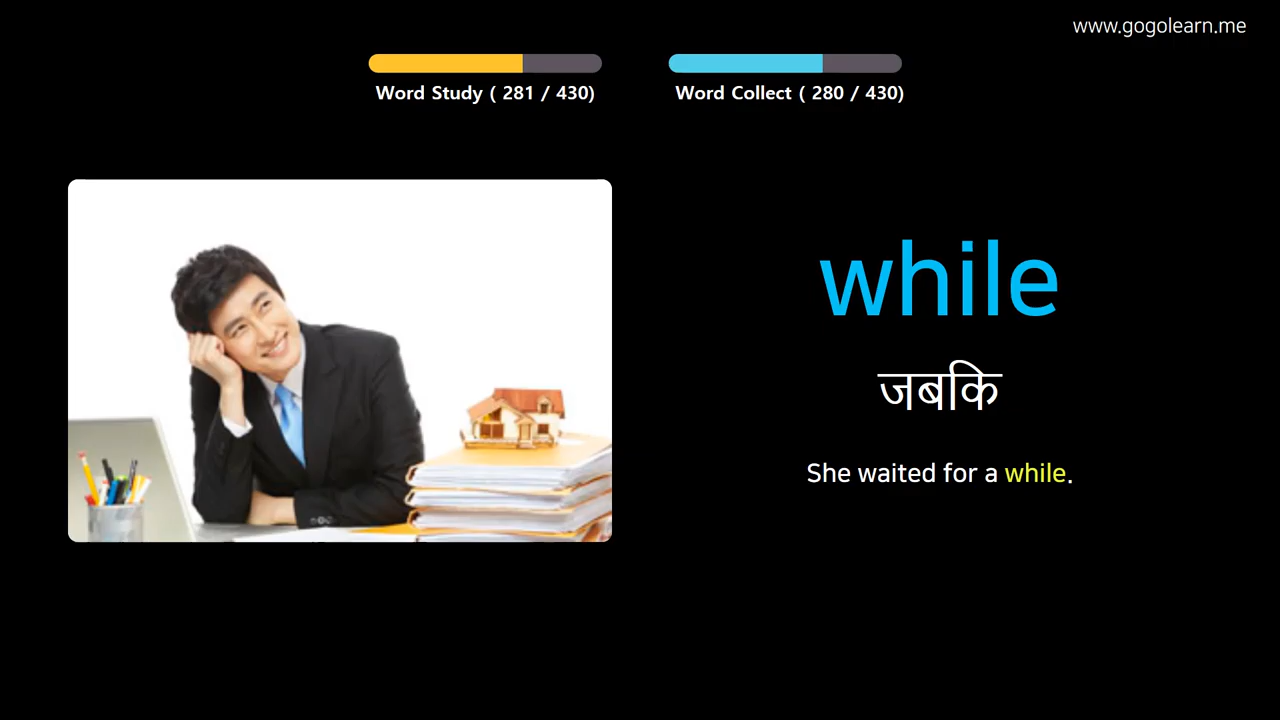 www.gogolearn.me
Word Study ( 281 / 430)
Word Collect ( 280 / 430)
while
जबकि
She waited for a while.